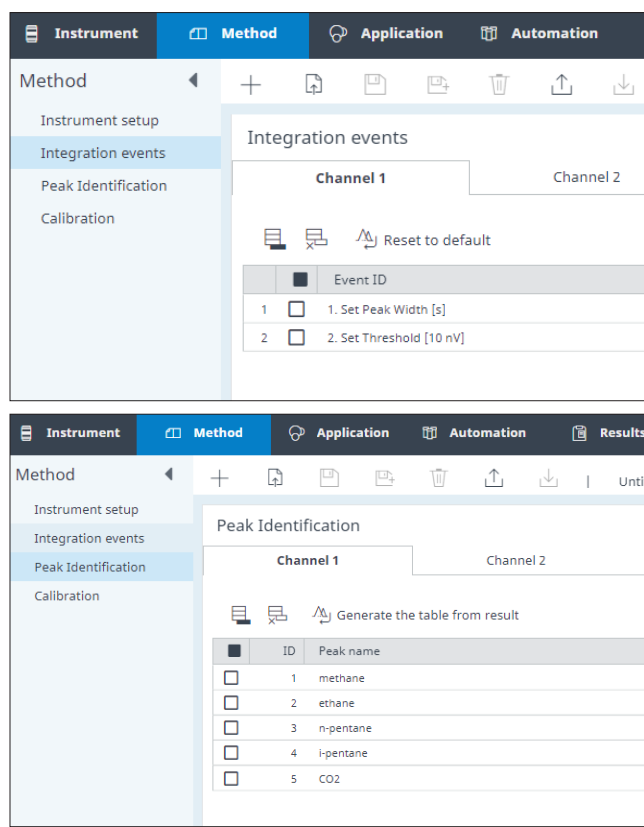 Instrument Method Application Automation
Method
Instrument setup
Integration events
Peak Identification
Calibration
Integration events
Channel 1 Channel 2
Reset to default
Event ID
1 1. Set Peak Width [s]
2 2. Set Threshold [10 nV]
Instrument Method Application Automation Results
Method
| Unti
Instrument setup
Integration events
Peak Identification
Calibration
Peak Identification
Channel 1 Channel 2
Generate the table from result
ID Peak name
1 methane
2 ethane
3 n-pentane
4 i-pentane
5 CO2